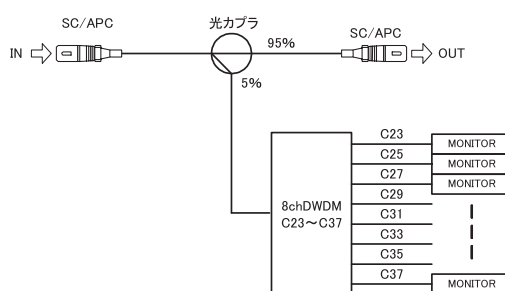 SC/APC
光カプラ
SC/APC
IN
95%
OUT
5%
8chDWDM
C23～C37
C23
MONITOR
C25
MONITOR
C27
MONITOR
C29
C31
C33
C35
C37
MONITOR